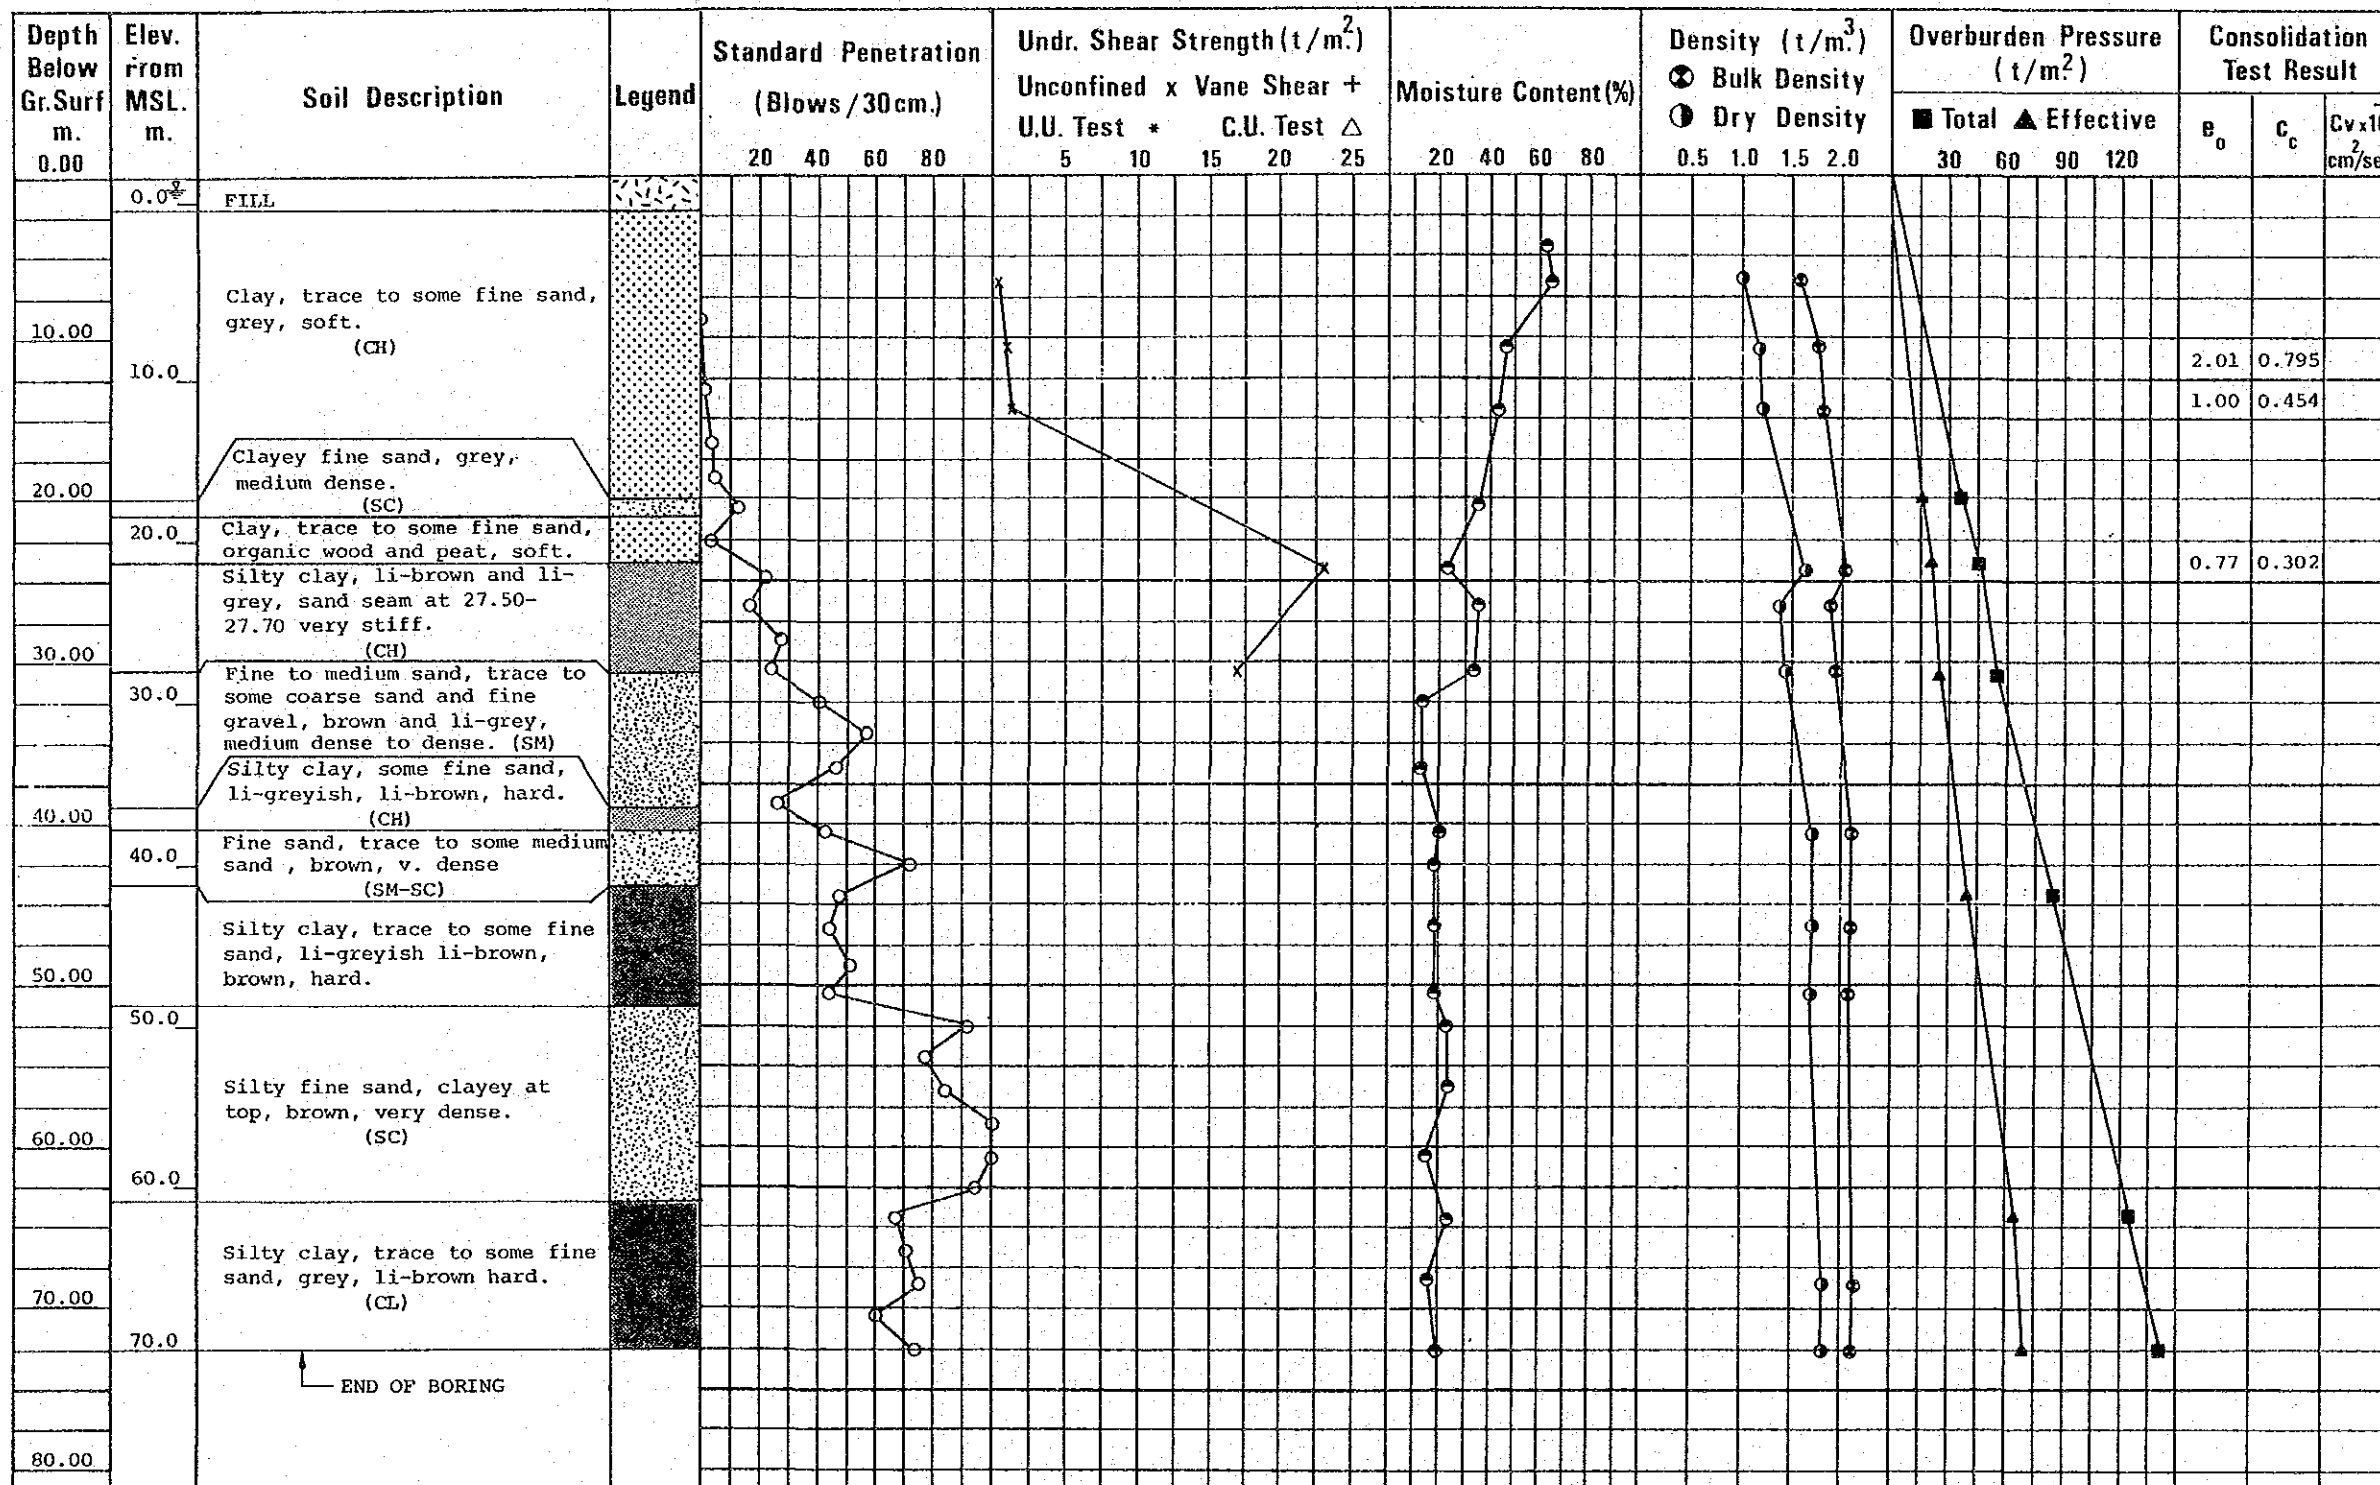 Depth
Below
Gr.Surf
m.
0.00
Elev.
From
MSL.
m.
Soil Description
Legend
Standard Penetration
(Blows/30cm.)
20 40 60 80
Undr. Shear Strength (t/m.²)
Unconfined x Vane Shear +
U.U. Test * C.U. Test △
5 10 15 20 25
Moisture Content (%)
20 40 60 80
Density (t/m.³)
Bulk Density
Dry Density
0.5 1.0 1.5 2.0
Overburden Pressure
(t/m.²)
■ Total ▲ Effective
30 60 90 120
Consolidation
Test Result
e₀
C_c
Cv x10
cm²/se
0.0
FILL
Clay, trace to some fine sand,
grey, soft.
(CH)
10.00
10.0
2.01 0.795
1.00 0.454
Clayey fine sand, grey,
medium dense.
(SC)
20.00
20.0
Clay, trace to some fine sand,
organic wood and peat, soft.
0.77 0.302
Silty clay, li-brown and li-
grey, sand seam at 27.50-
27.70 very stiff.
(CH)
30.00
30.0
Fine to medium sand, trace to
some coarse sand and fine
gravel, brown and li-grey,
medium dense to dense. (SM)
Silty clay, some fine sand,
li-greyish, li-brown, hard.
(CH)
40.00
40.0
Fine sand, trace to some medium
sand , brown, v. dense
(SM-SC)
Silty clay, trace to some fine
sand, li-greyish li-brown,
brown, hard.
50.00
50.0
Silty fine sand, clayey at
top, brown, very dense.
(SC)
60.00
60.0
Silty clay, trace to some fine
sand, grey, li-brown hard.
(CL)
70.00
70.0
END OF BORING
80.00